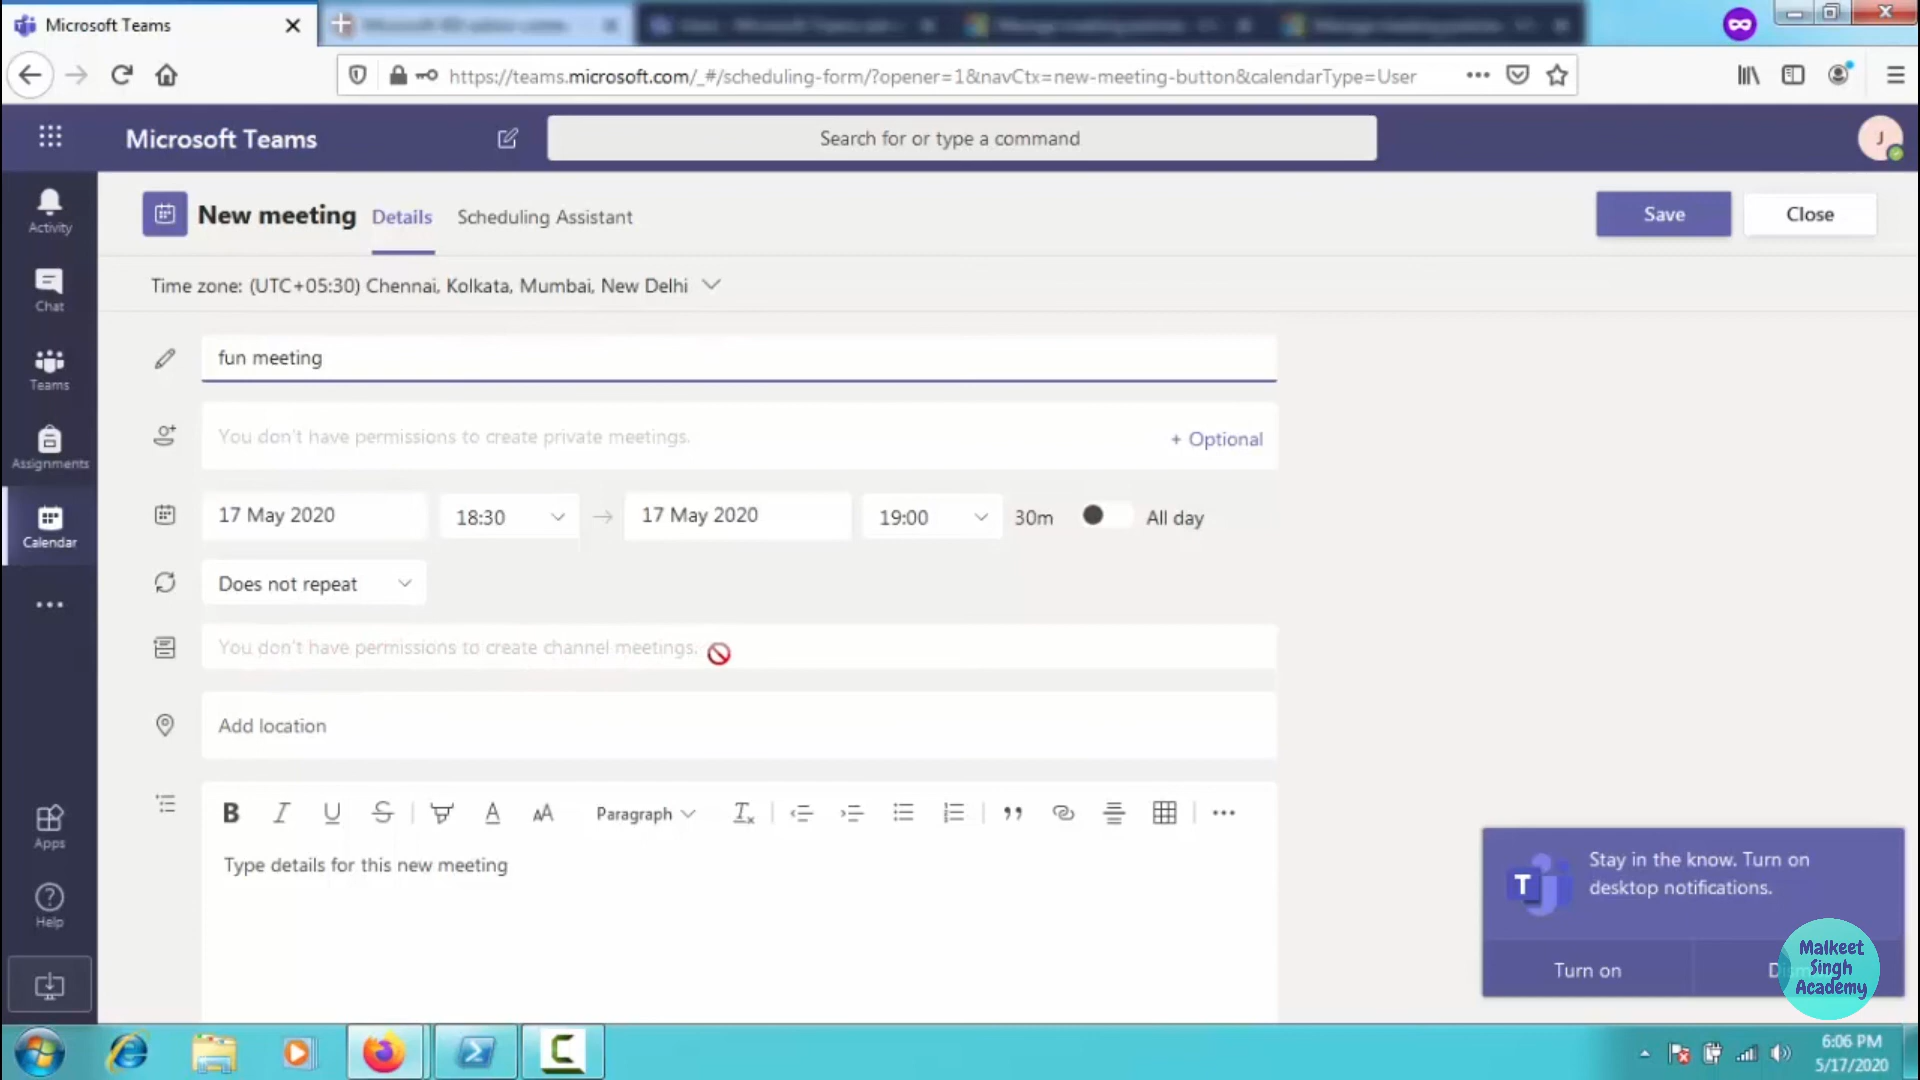 Microsoft Teams
https://teams.microsoft.com/_#/scheduling-form/?opener=1&navCtx=new-meeting-button&calendarType=User
Microsoft Teams
Search for or type a command
J
Activity
Chat
Teams
Assignments
Calendar
Apps
Help
New meeting Details Scheduling Assistant
Save Close
Time zone: (UTC+05:30) Chennai, Kolkata, Mumbai, New Delhi
fun meeting
You don't have permissions to create private meetings.
+ Optional
17 May 2020 18:30 → 17 May 2020 19:00 30m All day
Does not repeat
You don't have permissions to create channel meetings.
Add location
Paragraph
Type details for this new meeting
Stay in the know. Turn on
desktop notifications.
Turn on
Malkeet
Singh
Academy
6:06 PM
5/17/2020